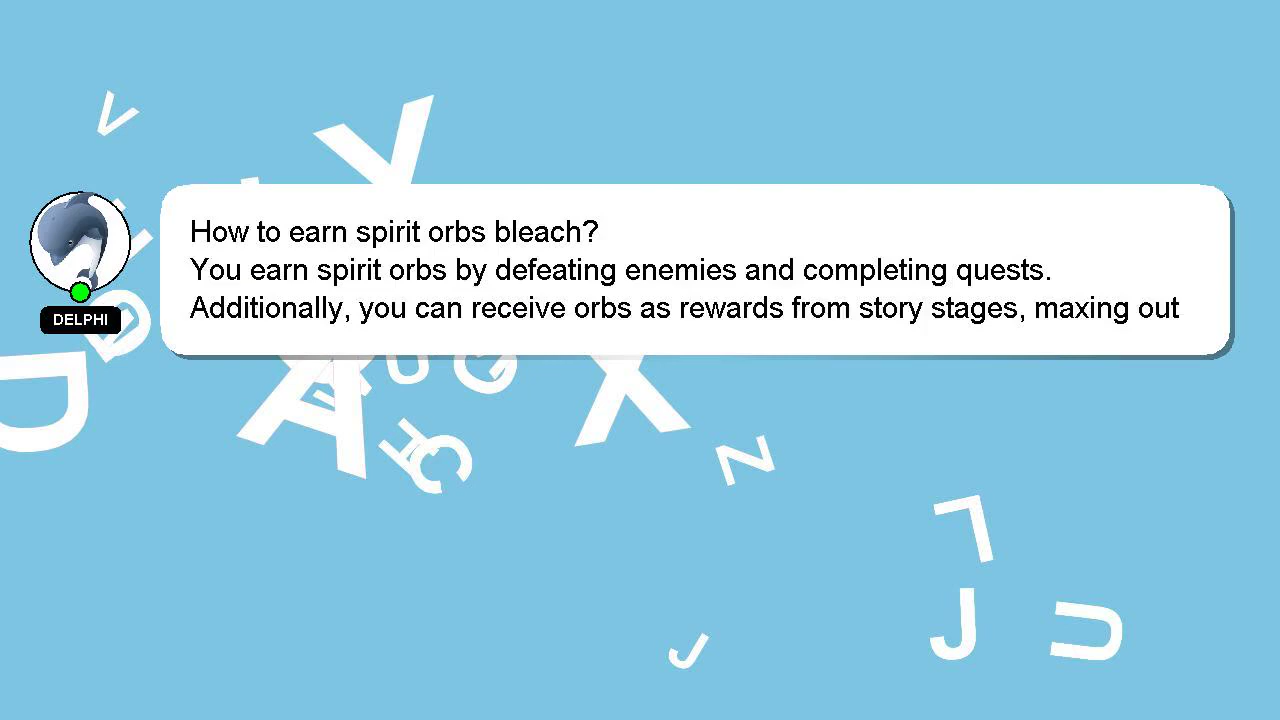 How to earn spirit orbs bleach?
You earn spirit orbs by defeating enemies and completing quests.
Additionally, you can receive orbs as rewards from story stages, maxing out
DELPHI
V
Y
D
D
A
U
G
X
H
C
N
L
J
U
J